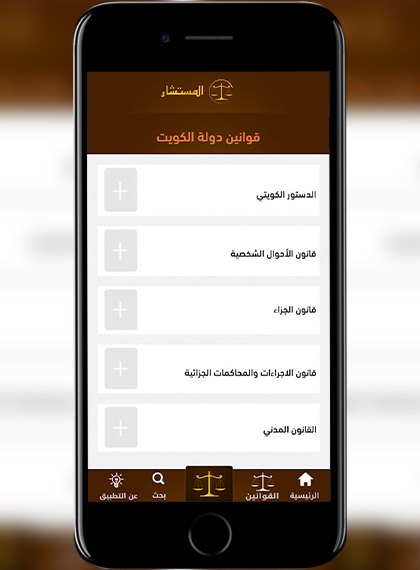 المستشار
قوانين دولة الكويت
الدستور الكويتي
قانون الأحوال الشخصية
قانون الجزاء
قانون الاجراءات والمحاكمات الجزائية
القانون المدني
الرئيسية القوانين بحث عن التطبيق